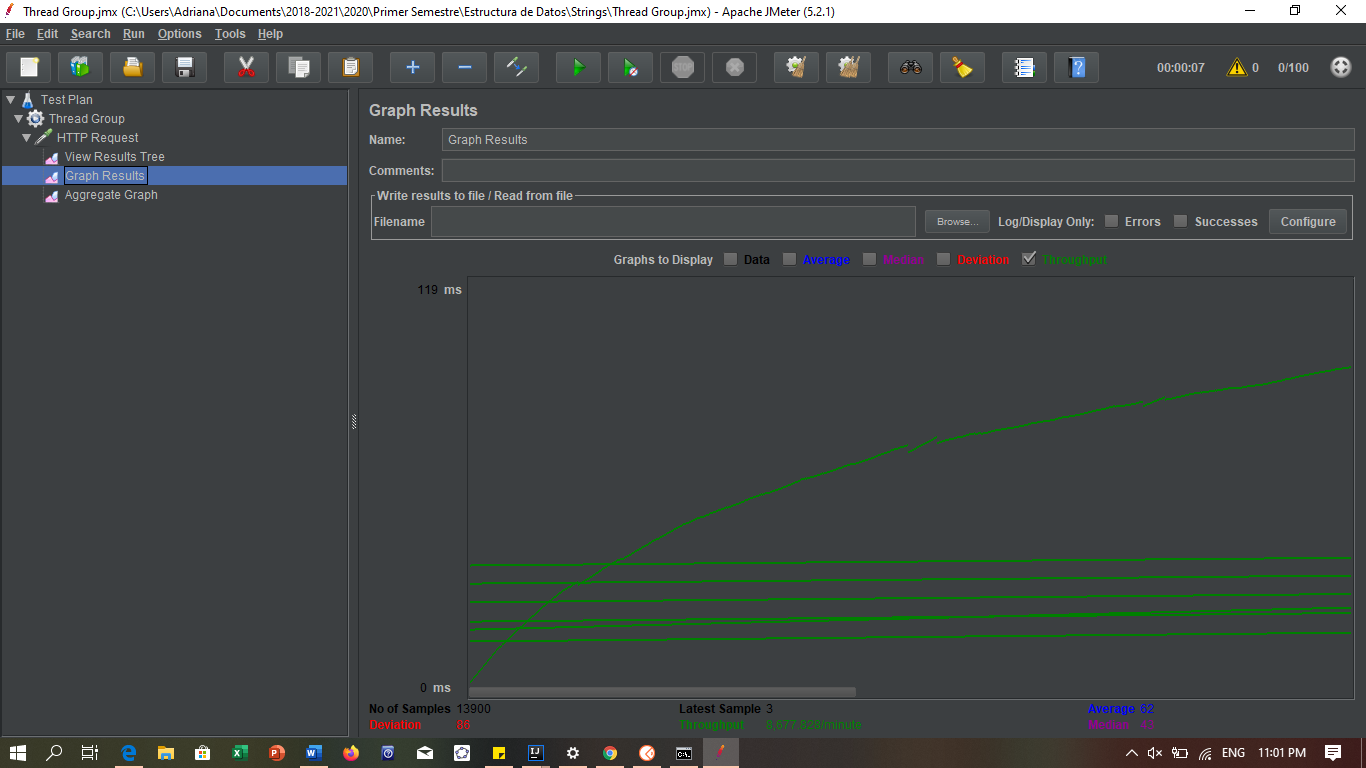 Thread Group.jmx (C:\Users\Adriana\Documents\2018-2021\2020\Primer Semestre\Estructura de Datos\Strings\Thread Group.jmx) - Apache JMeter (5.2.1)
File Edit Search Run Options Tools Help
STOP 00:00:07 0 0/100
Test Plan
Thread Group
HTTP Request
View Results Tree
Graph Results
Aggregate Graph
Graph Results
Name: Graph Results
Comments:
Write results to file / Read from file
Filename Browse... Log/Display Only: Errors Successes Configure
Graphs to Display Data Average Median Deviation Throughput
119 ms
0 ms
No of Samples 13900 Latest Sample 3 Average 62
Deviation 86 Throughput 8,677.828/minute Median
ENG 11:01 PM